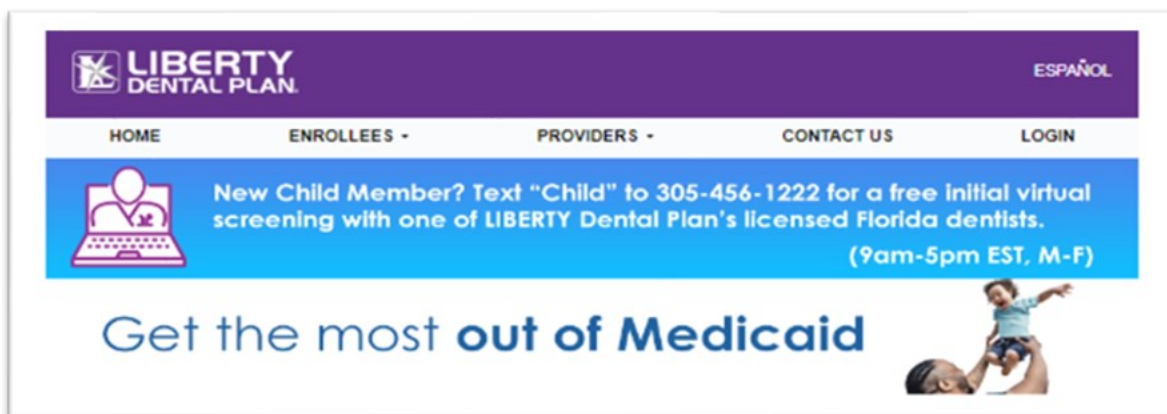 LIBERTY
DENTAL PLAN.
ESPAÑOL
HOME
ENROLLEES
PROVIDERS
CONTACT US
LOGIN
New Child Member? Text “Child” to 305-456-1222 for a free initial virtual
screening with one of LIBERTY Dental Plan’s licensed Florida dentists.
(9am-5pm EST, M-F)
Get the most out of Medicaid